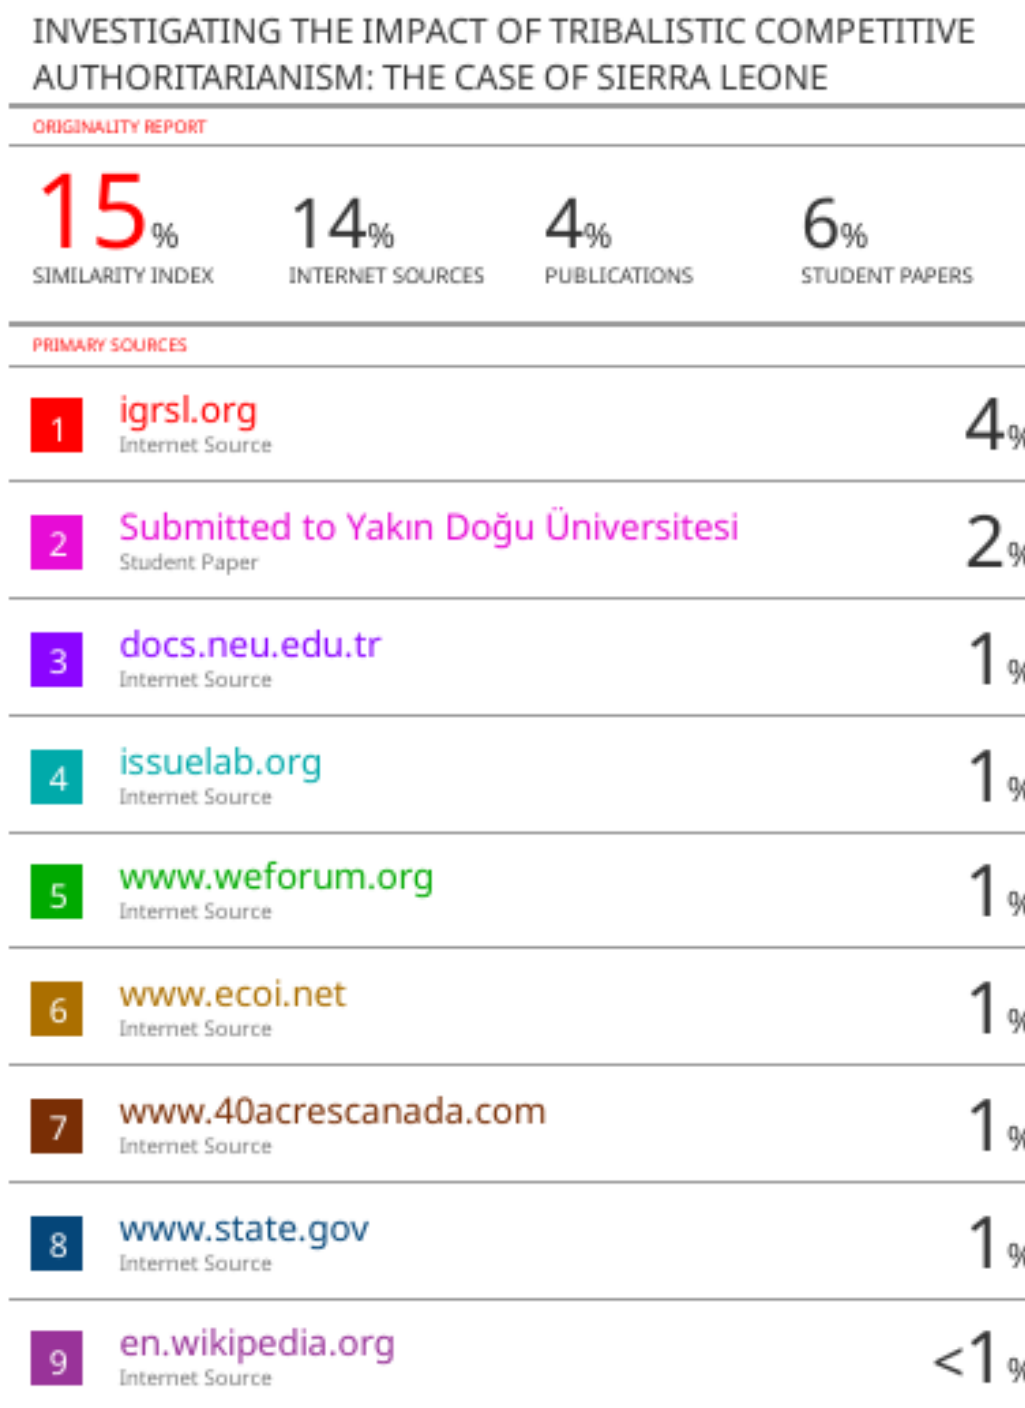 INVESTIGATING THE IMPACT OF TRIBALISTIC COMPETITIVE
AUTHORITARIANISM: THE CASE OF SIERRA LEONE
ORIGINALITY REPORT
15% 14% 4% 6%
SIMILARITY INDEX INTERNET SOURCES PUBLICATIONS STUDENT PAPERS
PRIMARY SOURCES
1 igrsl.org 4%
Internet Source
2 Submitted to Yakın Doğu Üniversitesi 2%
Student Paper
3 docs.neu.edu.tr 1%
Internet Source
4 issuelab.org 1%
Internet Source
5 www.weforum.org 1%
Internet Source
6 www.ecoi.net 1%
Internet Source
7 www.40acrescanada.com 1%
Internet Source
8 www.state.gov 1%
Internet Source
9 en.wikipedia.org <1%
Internet Source